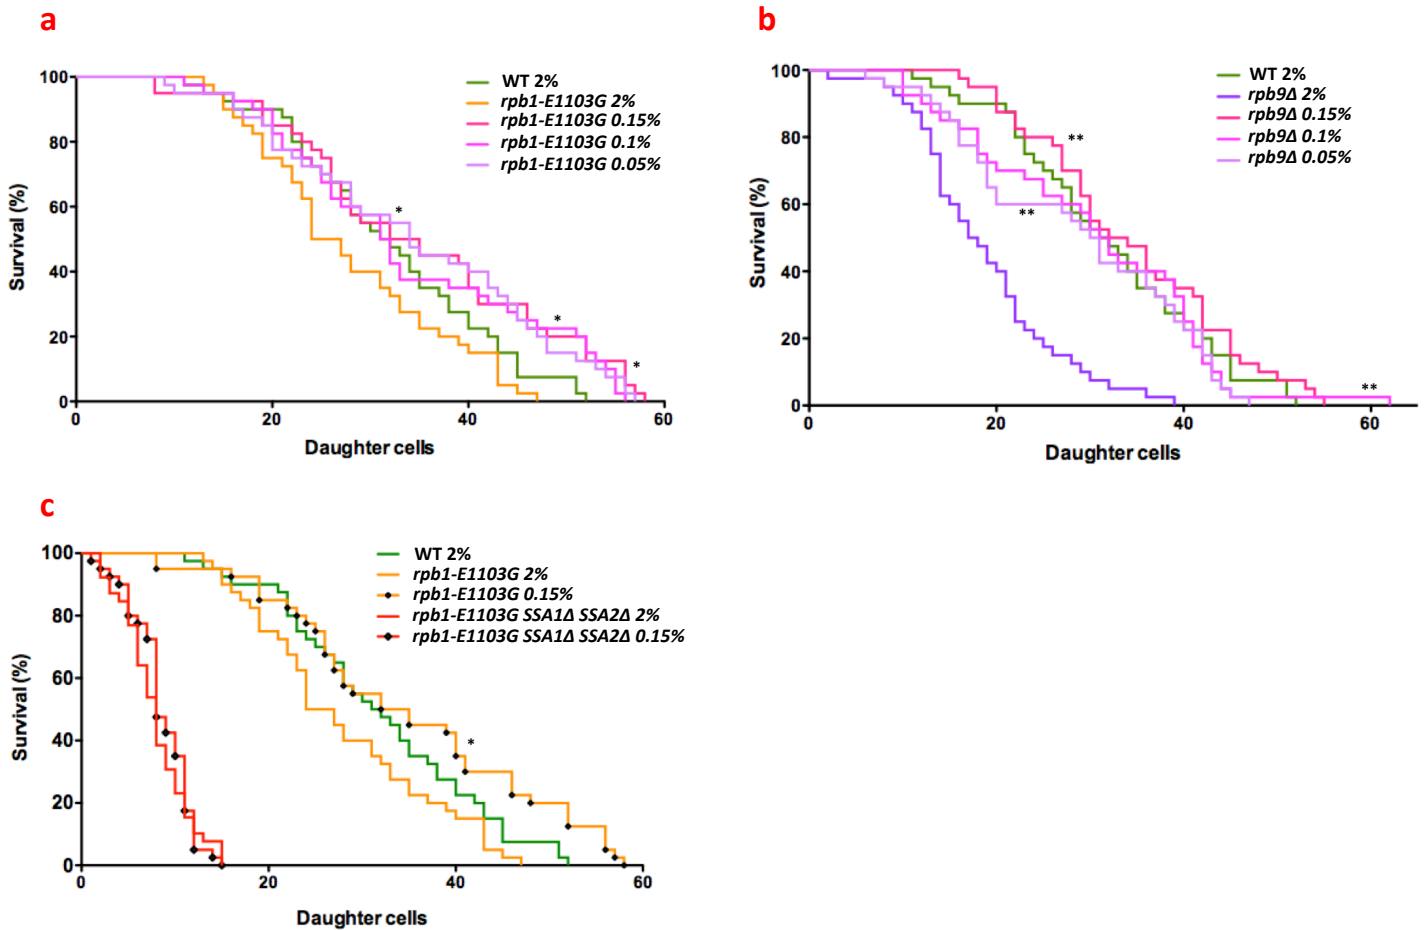 a
100
80
60
40
20
0
Survival (%)
0 20 40 60
Daughter cells
WT 2%
rpb1-E1103G 2%
rpb1-E1103G 0.15%
rpb1-E1103G 0.1%
rpb1-E1103G 0.05%
*
*
*
b
100
80
60
40
20
0
Survival (%)
0 20 40 60
Daughter cells
WT 2%
rpb9Δ 2%
rpb9Δ 0.15%
rpb9Δ 0.1%
rpb9Δ 0.05%
**
**
**
c
100
80
60
40
20
0
Survival (%)
0 20 40 60
Daughter cells
WT 2%
rpb1-E1103G 2%
rpb1-E1103G 0.15%
rpb1-E1103G SSA1Δ SSA2Δ 2%
rpb1-E1103G SSA1Δ SSA2Δ 0.15%
*